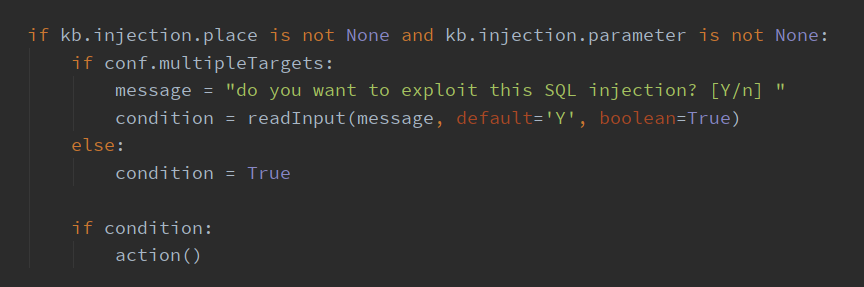 if kb.injection.place is not None and kb.injection.parameter is not None:
    if conf.multipleTargets:
        message = "do you want to exploit this SQL injection? [Y/n] "
        condition = readInput(message, default='Y', boolean=True)
    else:
        condition = True

    if condition:
        action()